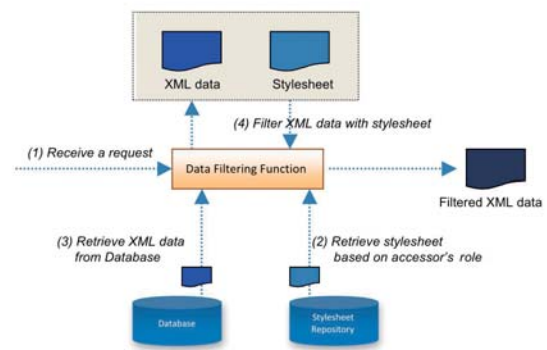 XML data
Stylesheet
(4) Filter XML data with stylesheet
(1) Receive a request
Data Filtering Function
Filtered XML data
(3) Retrieve XML data
from Database
(2) Retrieve stylesheet
based on accessor's role
Database
Stylesheet
Repository